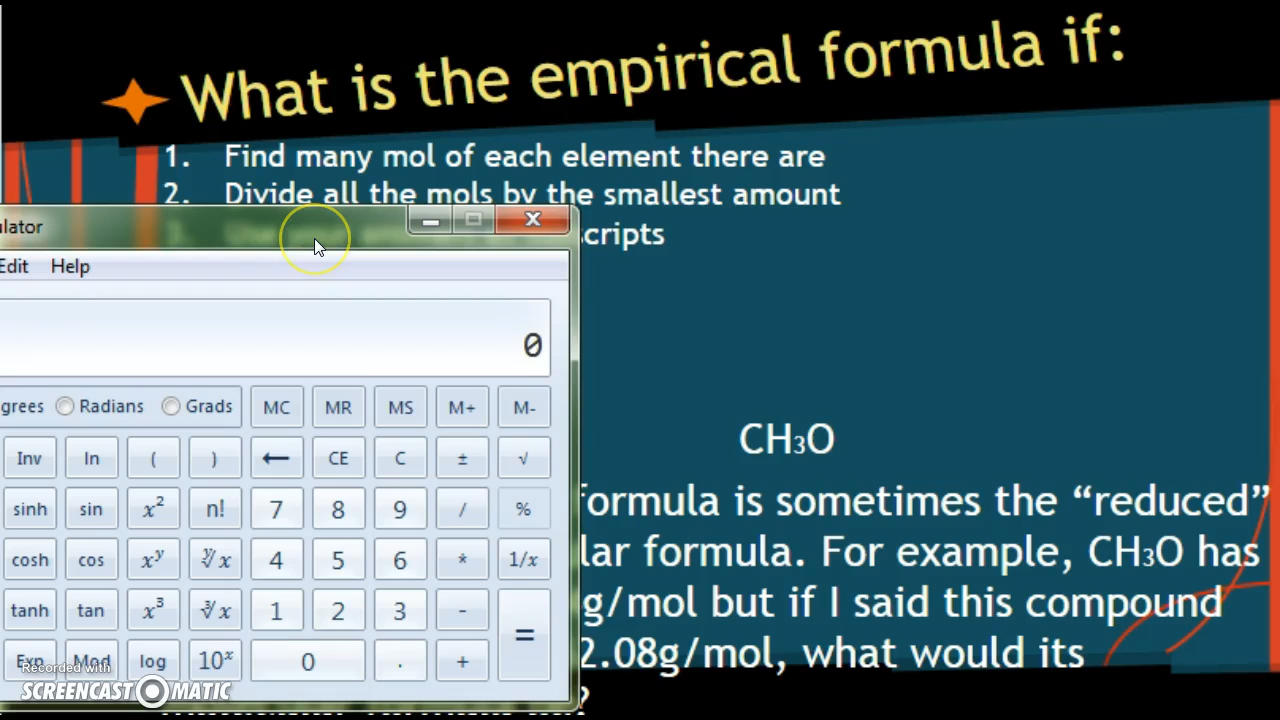 What is the empirical formula if:
1. Find many mol of each element there are
2. Divide all the mols by the smallest amount
scripts
ulator
Edit Help
0
grees Radians Grads MC MR MS M+ M-
Inv ln ( ) ← CE C ± √
sinh sin x² n! 7 8 9 / %
cosh cos xʸ ʸ√x 4 5 6 * 1/x
tanh tan x³ ³√x 1 2 3 - =
Exp Mod log 10ˣ 0 . +
CH₃O
formula is sometimes the “reduced”
lar formula. For example, CH₃O has
g/mol but if I said this compound
2.08g/mol, what would its
?
Recorded with
SCREENCAST-O-MATIC